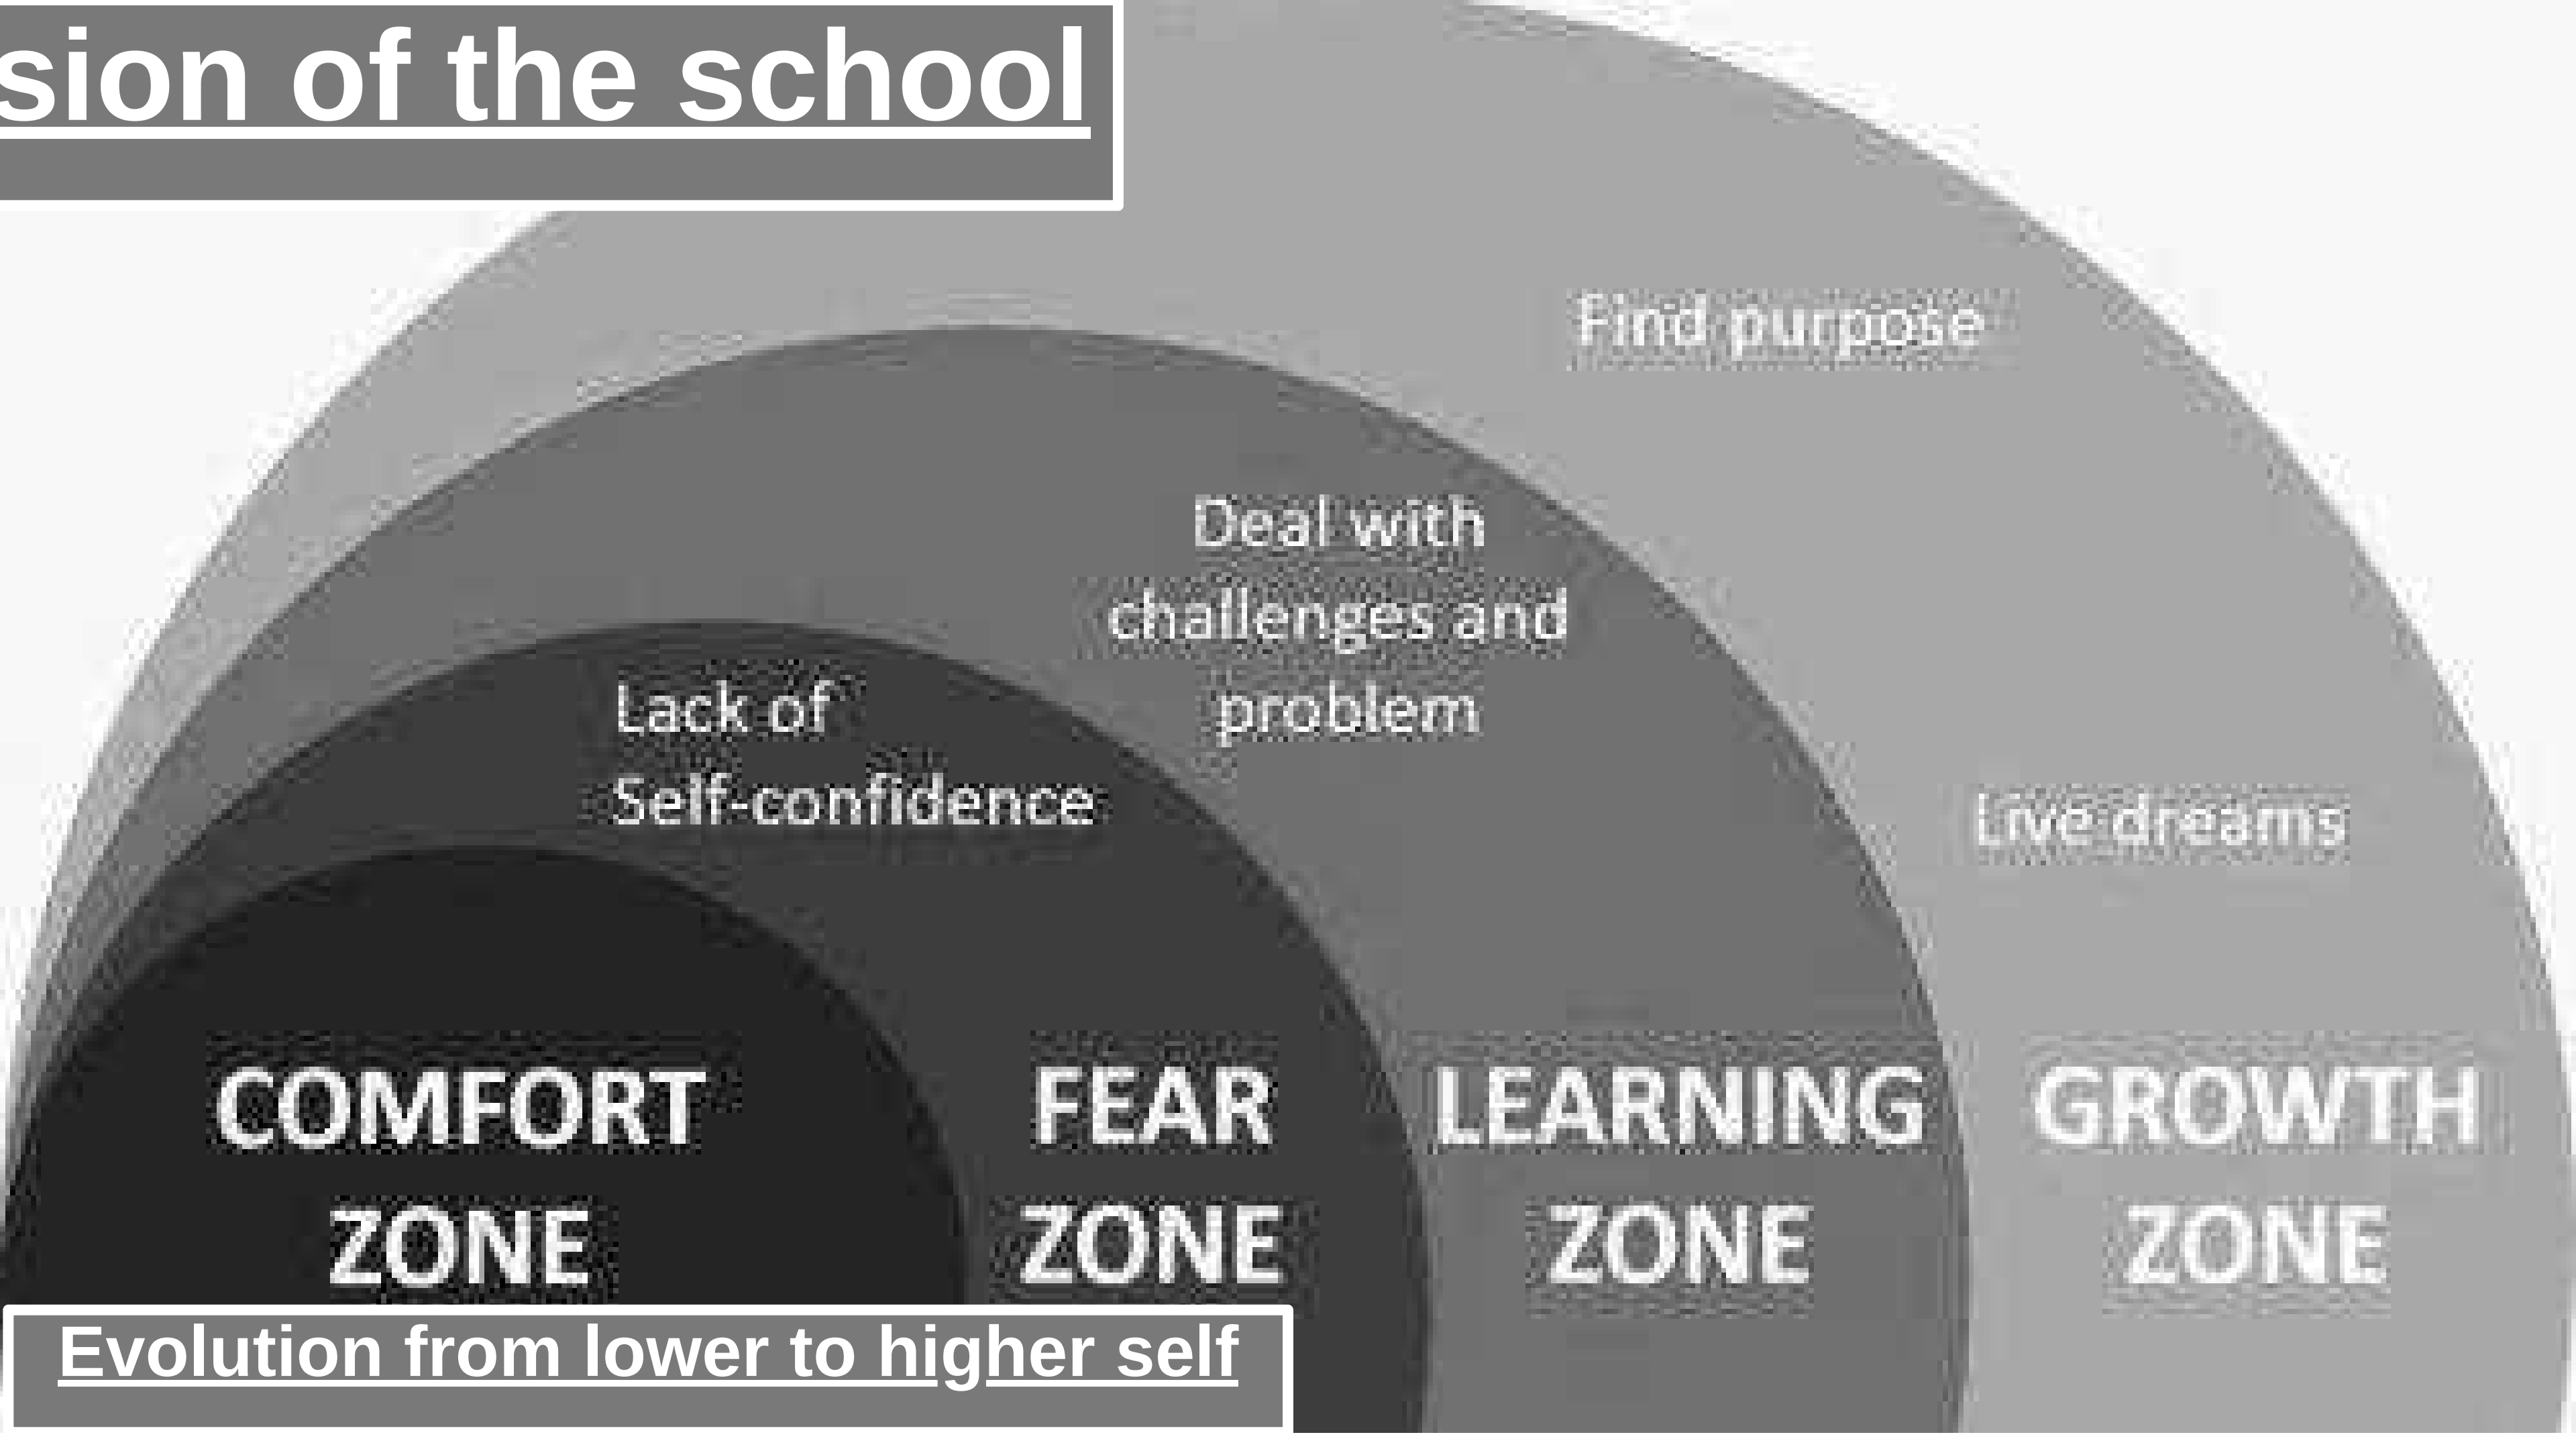 sion of the school
Find purpose
Deal with
challenges and
problem
Lack of
Self-confidence
Live dreams
COMFORT
ZONE
FEAR
ZONE
LEARNING
ZONE
GROWTH
ZONE
Evolution from lower to higher self